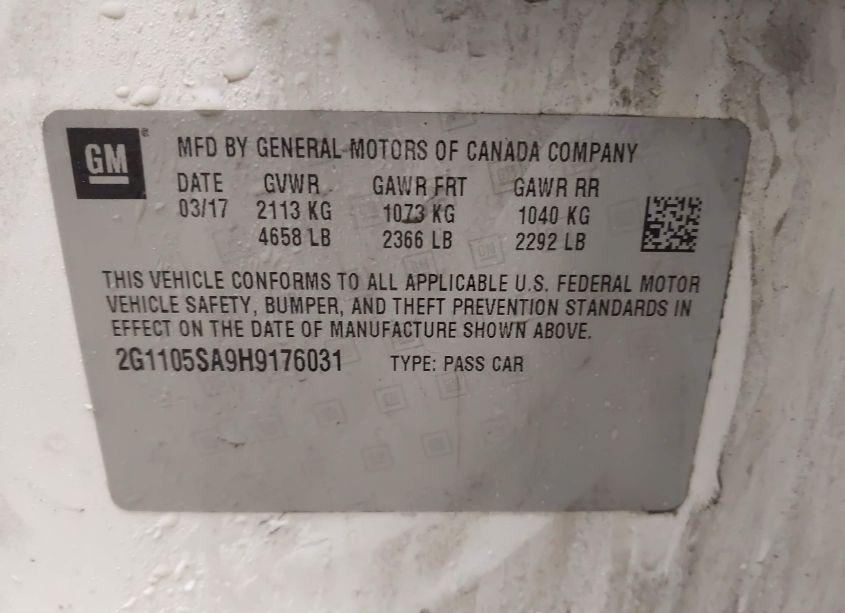 GM
MFD BY GENERAL MOTORS OF CANADA COMPANY
DATE GVWR GAWR FRT GAWR RR
03/17 2113 KG 1073 KG 1040 KG
4658 LB 2366 LB 2292 LB
THIS VEHICLE CONFORMS TO ALL APPLICABLE U.S. FEDERAL MOTOR
VEHICLE SAFETY, BUMPER, AND THEFT PREVENTION STANDARDS IN
EFFECT ON THE DATE OF MANUFACTURE SHOWN ABOVE.
2G1105SA9H9176031 TYPE: PASS CAR